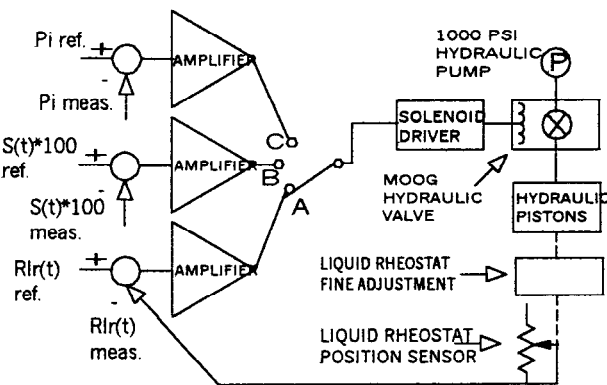 Pi ref.
+
-
Pi meas.
AMPLIFIER
1000 PSI
HYDRAULIC
PUMP
P
S(t)*100
ref.
+
-
S(t)*100
meas.
AMPLIFIER
C
B
A
SOLENOID
DRIVER
MOOG
HYDRAULIC
VALVE
HYDRAULIC
PISTONS
Rlr(t)
ref.
+
-
Rlr(t)
meas.
AMPLIFIER
LIQUID RHEOSTAT
FINE ADJUSTMENT
LIQUID RHEOSTAT
POSITION SENSOR